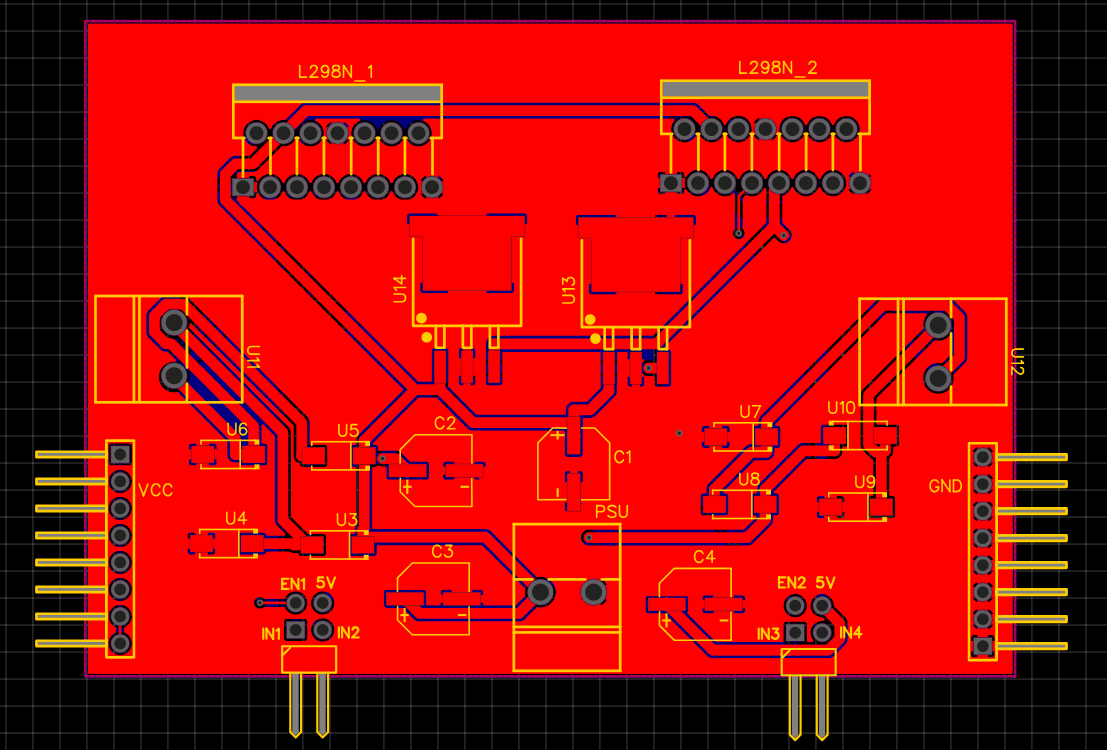 L298N_1
L298N_2
U14
U13
U11
U12
U6
U5
C2
C1
U7
U10
VCC
U8
U9
GND
PSU
U4
U3
C3
C4
EN1 5V
EN2 5V
IN1
IN2
IN3
IN4
+
-
+
+
-
+
-